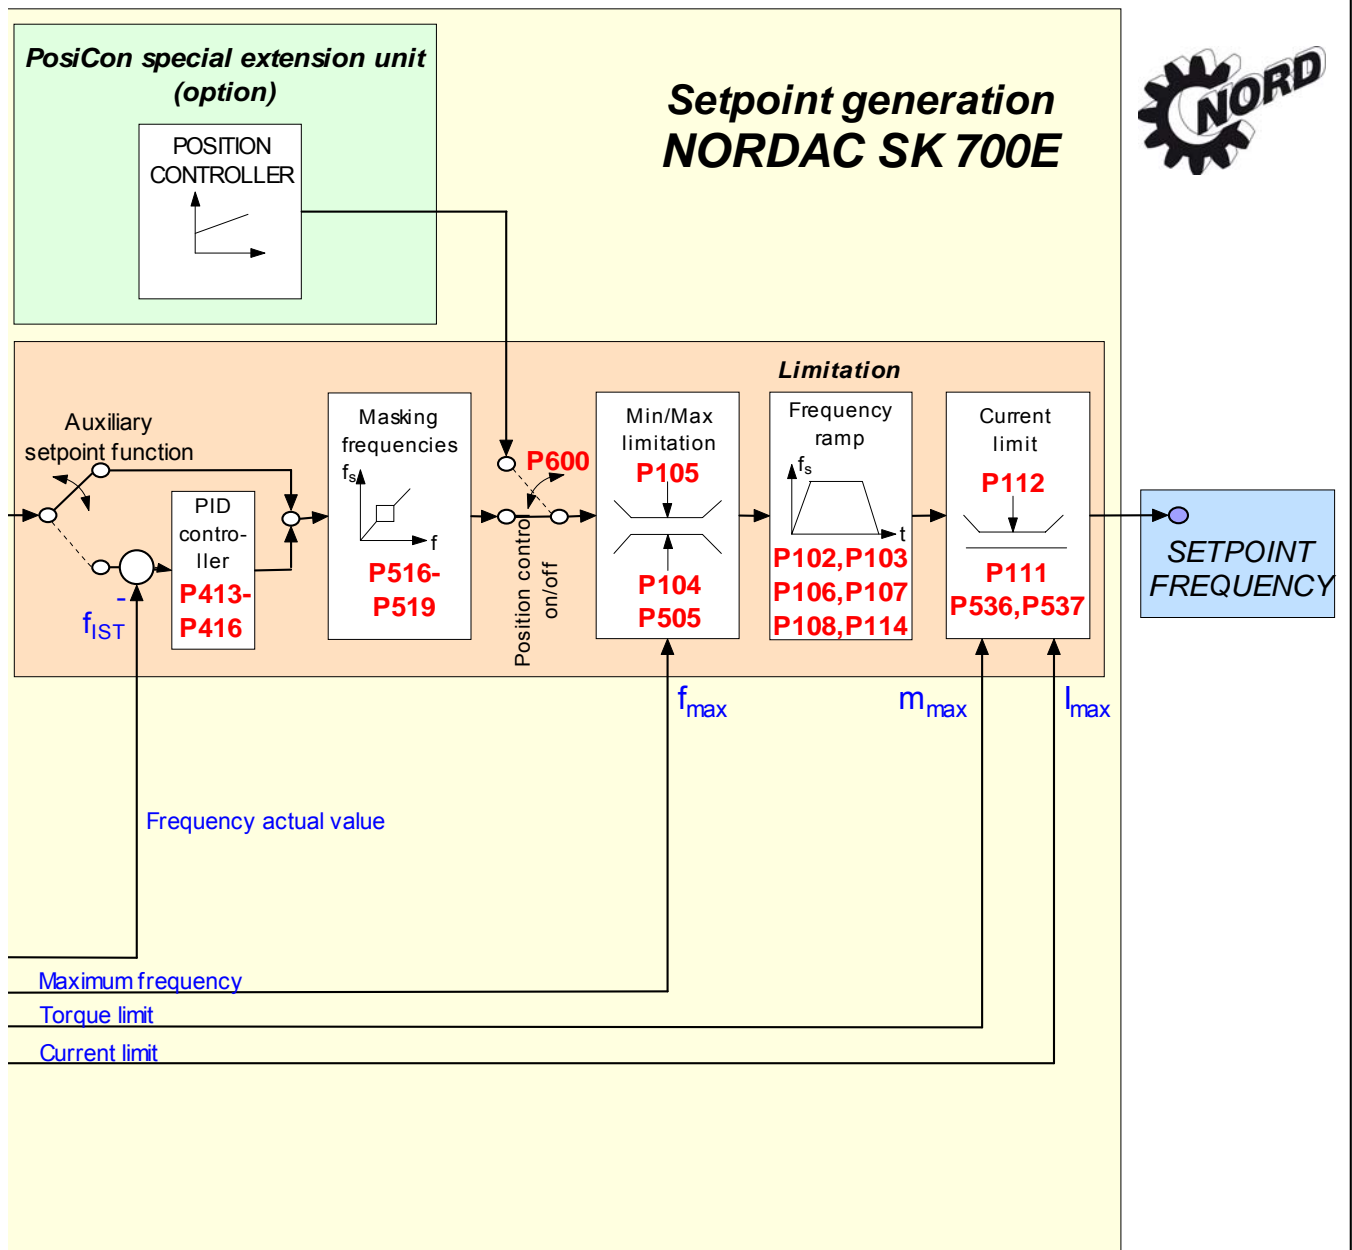 PosiCon special extension unit
(option)
POSITION
CONTROLLER
Setpoint generation
NORDAC SK 700E
NORD
Limitation
Auxiliary
setpoint function
PID
contro-
ller
P413-
P416
-
fIST
Masking
frequencies
fs
f
P516-
P519
P600
Position control
on/off
Min/Max
limitation
P105
P104
P505
Frequency
ramp
fs
t
P102,P103
P106,P107
P108,P114
Current
limit
P112
P111
P536,P537
SETPOINT
FREQUENCY
fmax
mmax
Imax
Frequency actual value
Maximum frequency
Torque limit
Current limit